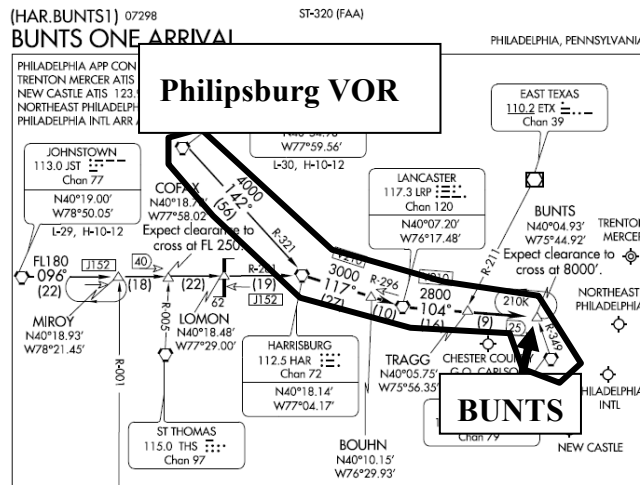 (HAR.BUNTS1) 07298
ST-320 (FAA)
BUNTS ONE ARRIVAL
PHILADELPHIA, PENNSYLVANIA
PHILADELPHIA APP CON
TRENTON MERCER ATIS
NEW CASTLE ATIS 123.9
NORTHEAST PHILADELPH
PHILADELPHIA INTL ARR
Philipsburg VOR
W77°59.56'
L-30, H-10-12
EAST TEXAS
110.2 ETX
Chan 39
JOHNSTOWN
113.0 JST
Chan 77
N40°19.00'
W78°50.05'
L-29, H-10-12
COFAX
N40°18.70'
W77°58.02'
Expect clearance to
cross at FL 250.
4000
142°
(56)
R-321
LANCASTER
117.3 LRP
Chan 120
N40°07.20'
W76°17.48'
BUNTS
N40°04.93'
W75°44.92'
Expect clearance to
cross at 8000'.
TRENTON
MERCER
R-211
FL180
096°
(22)
J152
(18)
40
(22)
(19)
J152
62
3000
117°
(27)
R-296
(10)
2800
104°
(16)
(9)
210K
25
R-349
NORTHEAST
PHILADELPHIA
MIROY
N40°18.93'
W78°21.45'
R-001
R-005
LOMON
N40°18.48'
W77°29.00'
HARRISBURG
112.5 HAR
Chan 72
N40°18.14'
W77°04.17'
TRAGG
N40°05.75'
W75°56.35'
CHESTER COUNTY
G.O. CARLSON
PHILADELPHIA
INTL
BUNTS
Chan 79
NEW CASTLE
ST THOMAS
115.0 THS
Chan 97
BOUHN
N40°10.15'
W76°29.93'